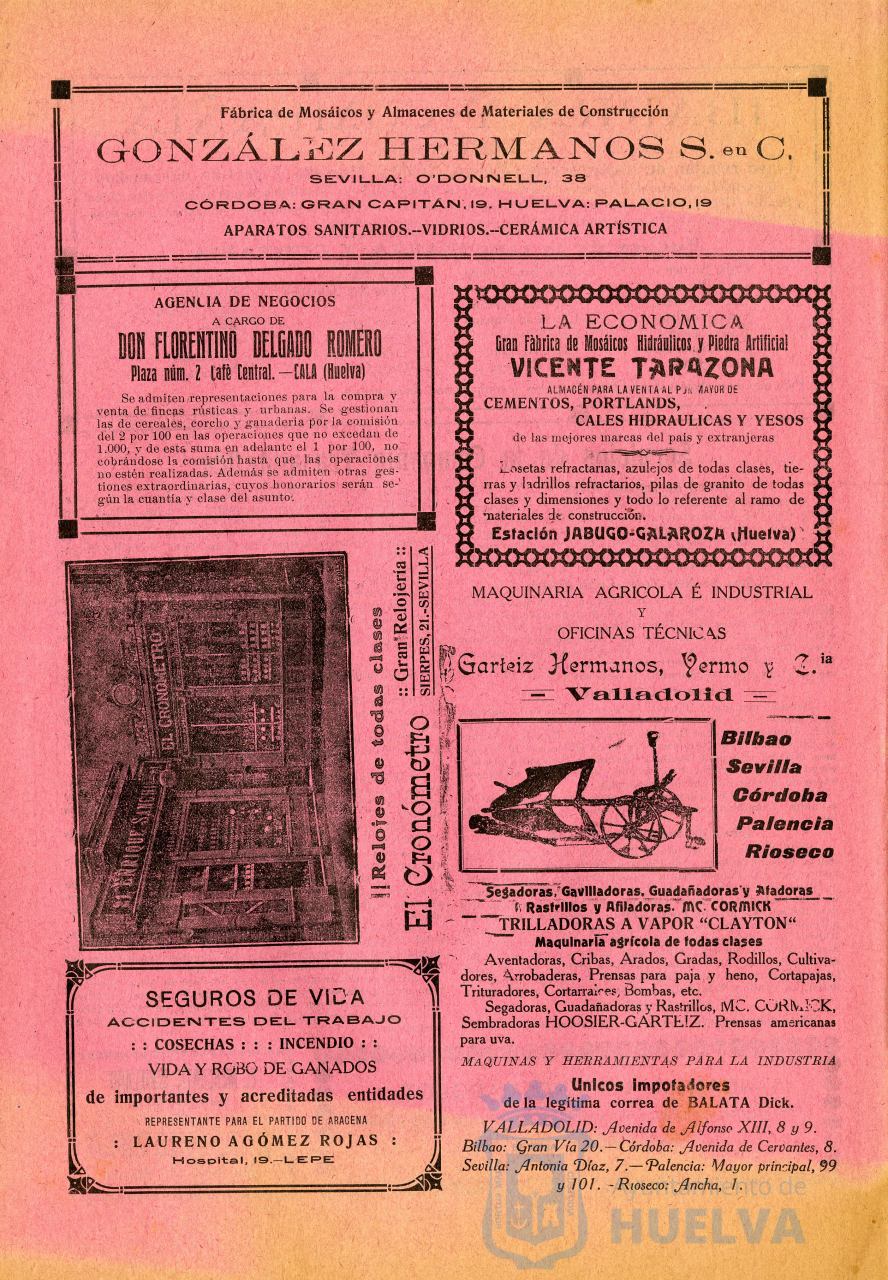 Fábrica de Mosáicos y Almacenes de Materiales de Construcción
GONZÁLEZ HERMANOS S. en C.
SEVILLA: O'DONNELL, 38
CÓRDOBA: GRAN CAPITÁN, 19. HUELVA: PALACIO, 19
APARATOS SANITARIOS.--VIDRIOS.--CERÁMICA ARTÍSTICA
AGENCIA DE NEGOCIOS
A CARGO DE
DON FLORENTINO DELGADO ROMERO
Plaza núm. 2 Café Central.—CALA (Huelva)
Se admiten representaciones para la compra y
venta de fincas rústicas y urbanas. Se gestionan
las de cereales, corcho y ganaderia por la comisión
del 2 por 100 en las operaciones que no excedan de
1.000, y de esta suma en adelante el 1 por 100, no
cobrándose la comisión hasta que las operaciones
no estén realizadas. Además se admiten otras ges-
tiones extraordinarias, cuyos honorarios serán se-
gún la cuantía y clase del asunto.
LA ECONOMICA
Gran Fábrica de Mosáicos Hidráulicos y Piedra Artificial
VICENTE TARAZONA
ALMACÉN PARA LA VENTA AL POR MAYOR DE
CEMENTOS, PORTLANDS,
CALES HIDRAULICAS Y YESOS
de las mejores marcas del país y extranjeras
Losetas refractarias, azulejos de todas clases, tie-
rras y ladrillos refractarios, pilas de granito de todas
clases y dimensiones y todo lo referente al ramo de
materiales de construcción.
Estación JABUGO-GALAROZA (Huelva)
EL CRONOMETRO
Relojes de todas clases
El Cronómetro
:: Gran Relojería ::
SIERPES, 21.-SEVILLA
MAQUINARIA AGRICOLA É INDUSTRIAL
Y
OFICINAS TÉCNICAS
Garteiz Hermanos, Yermo y C.ia
— Valladolid —
Bilbao
Sevilla
Córdoba
Palencia
Rioseco
Segadoras, Gavilladoras, Guadañadoras y Atadoras
Rastrillos y Afiladoras. MC. CORMICK
TRILLADORAS A VAPOR "CLAYTON"
Maquinaria agrícola de todas clases
Aventadoras, Cribas, Arados, Gradas, Rodillos, Cultiva-
dores, Arrobaderas, Prensas para paja y heno, Cortapajas,
Trituradores, Cortarraices, Bombas, etc.
Segadoras, Guadañadoras y Rastrillos, MC. CORMICK,
Sembradoras HOOSIER-GARTEIZ. Prensas americanas
para uva.
MAQUINAS Y HERRAMIENTAS PARA LA INDUSTRIA
Unicos impotadores
de la legítima correa de BALATA Dick.
VALLADOLID: Avenida de Alfonso XIII, 8 y 9.
Bilbao: Gran Vía 20.—Córdoba: Avenida de Cervantes, 8.
Sevilla: Antonia Díaz, 7.—Palencia: Mayor principal, 99
y 101. - Rioseco: Ancha, 1.
SEGUROS DE VIDA
ACCIDENTES DEL TRABAJO
: : COSECHAS : : : INCENDIO : :
VIDA Y ROBO DE GANADOS
de importantes y acreditadas entidades
REPRESENTANTE PARA EL PARTIDO DE ARACENA
: LAURENO AGÓMEZ ROJAS :
Hospital, 19.-LEPE
Ayuntamiento de
HUELVA